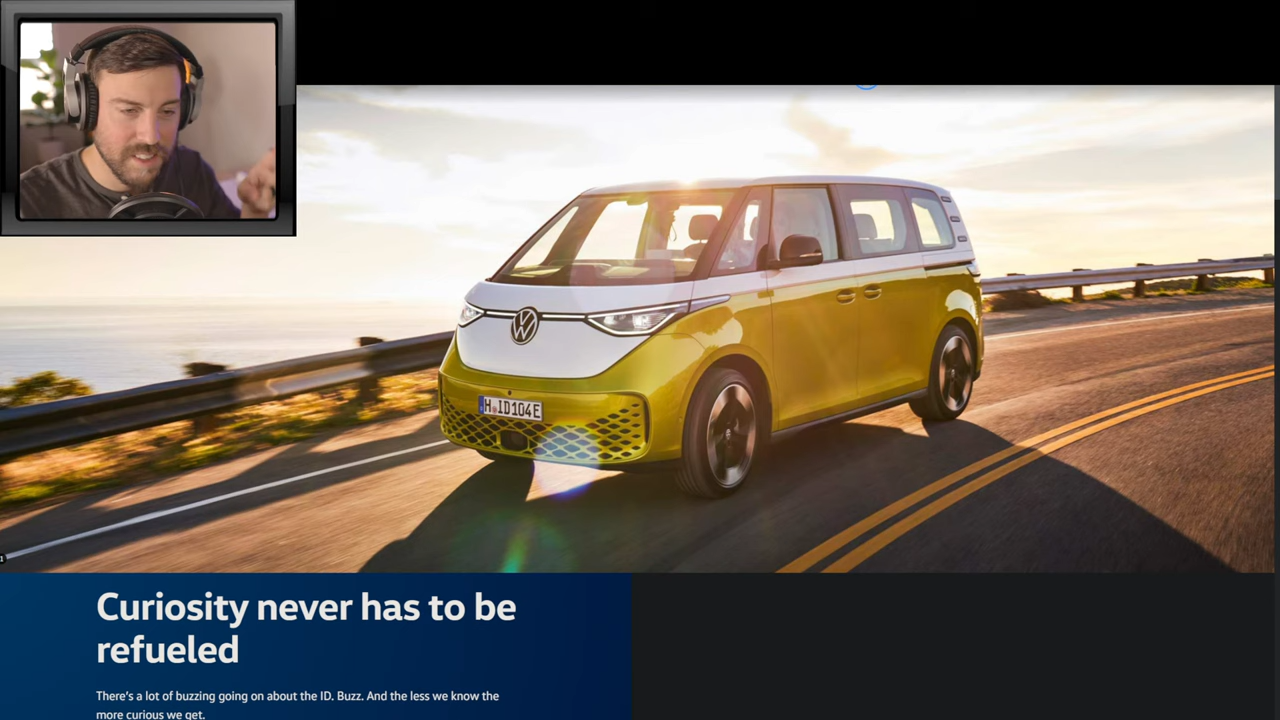 H ID104E
1
Curiosity never has to be
refueled
There's a lot of buzzing going on about the ID. Buzz. And the less we know the
more curious we get.